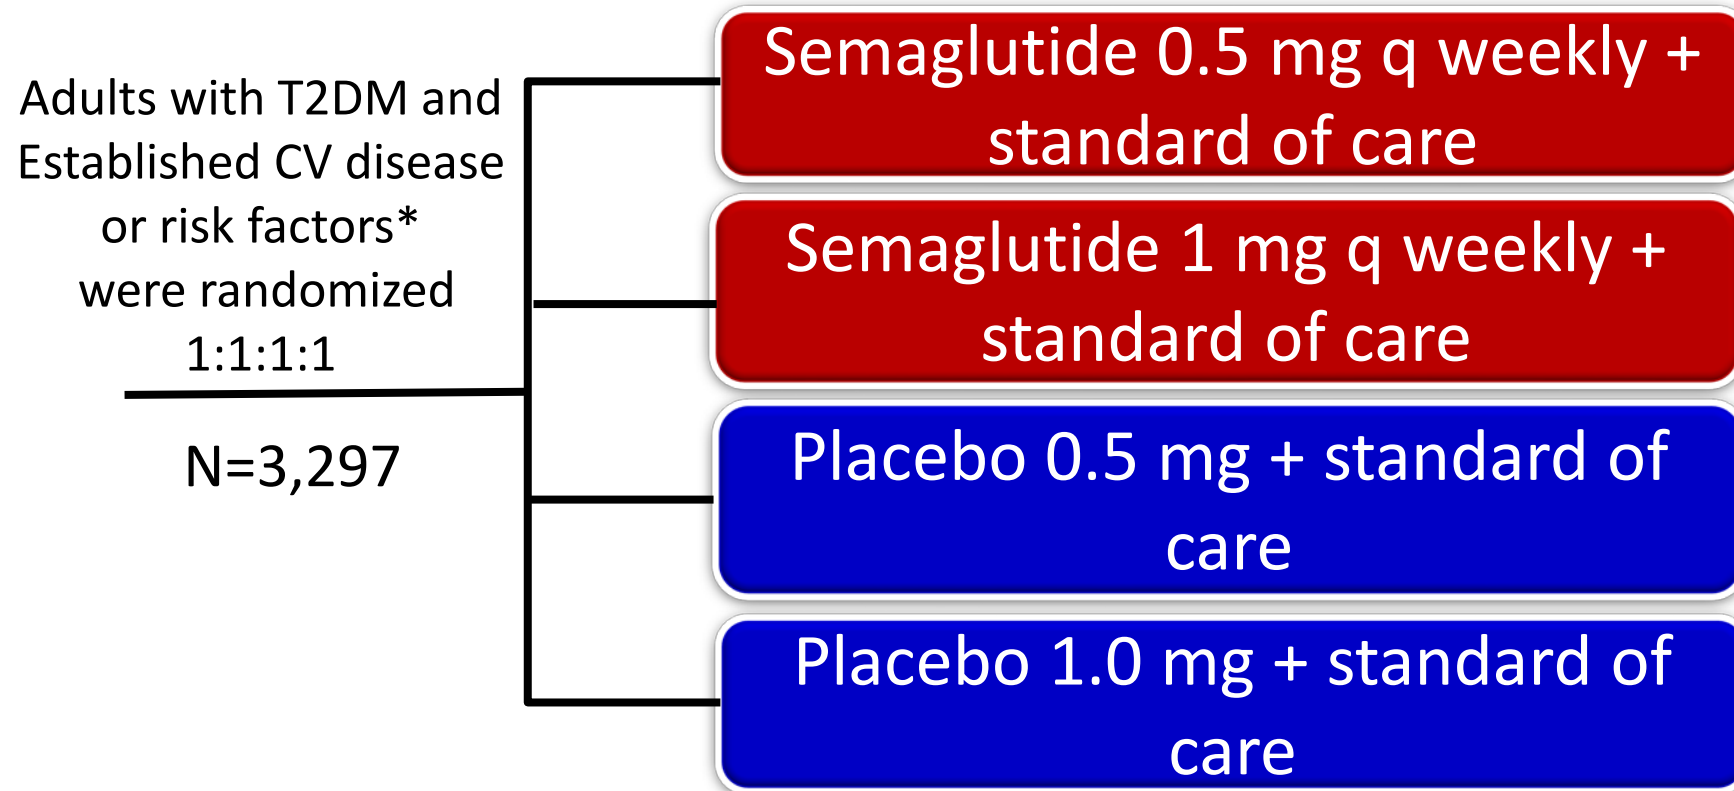 Adults with T2DM and
Established CV disease
or risk factors*
were randomized
1:1:1:1
N=3,297
Semaglutide 0.5 mg q weekly +
standard of care
Semaglutide 1 mg q weekly +
standard of care
Placebo 0.5 mg + standard of
care
Placebo 1.0 mg + standard of
care